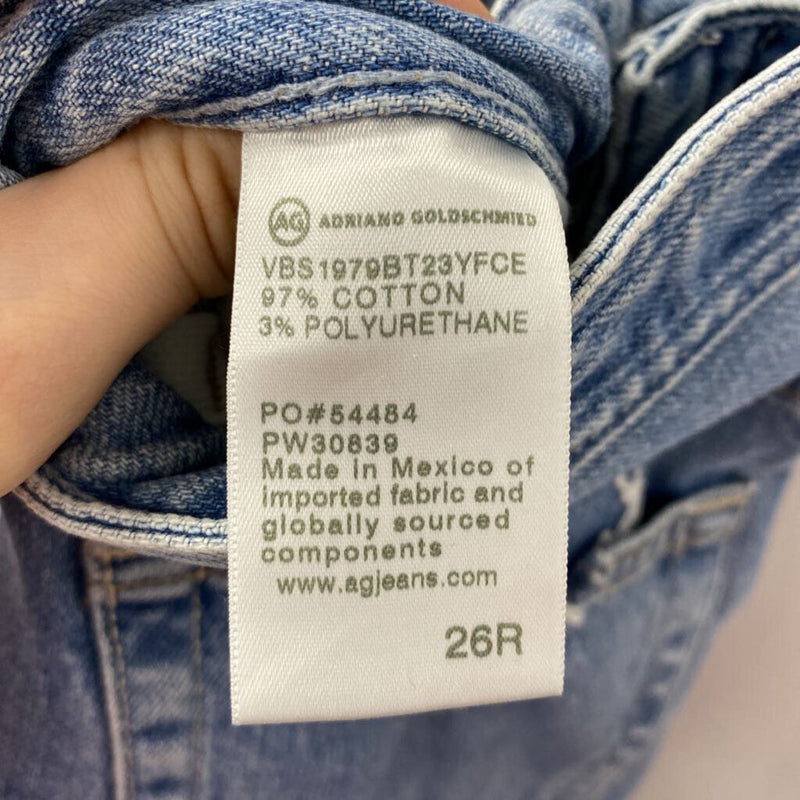 AG ADRIANO GOLDSCHMIED
VBS1979BT23YFCE
97% COTTON
3% POLYURETHANE
PO#54484
PW30839
Made in Mexico of
imported fabric and
globally sourced
components
www.agjeans.com
26R